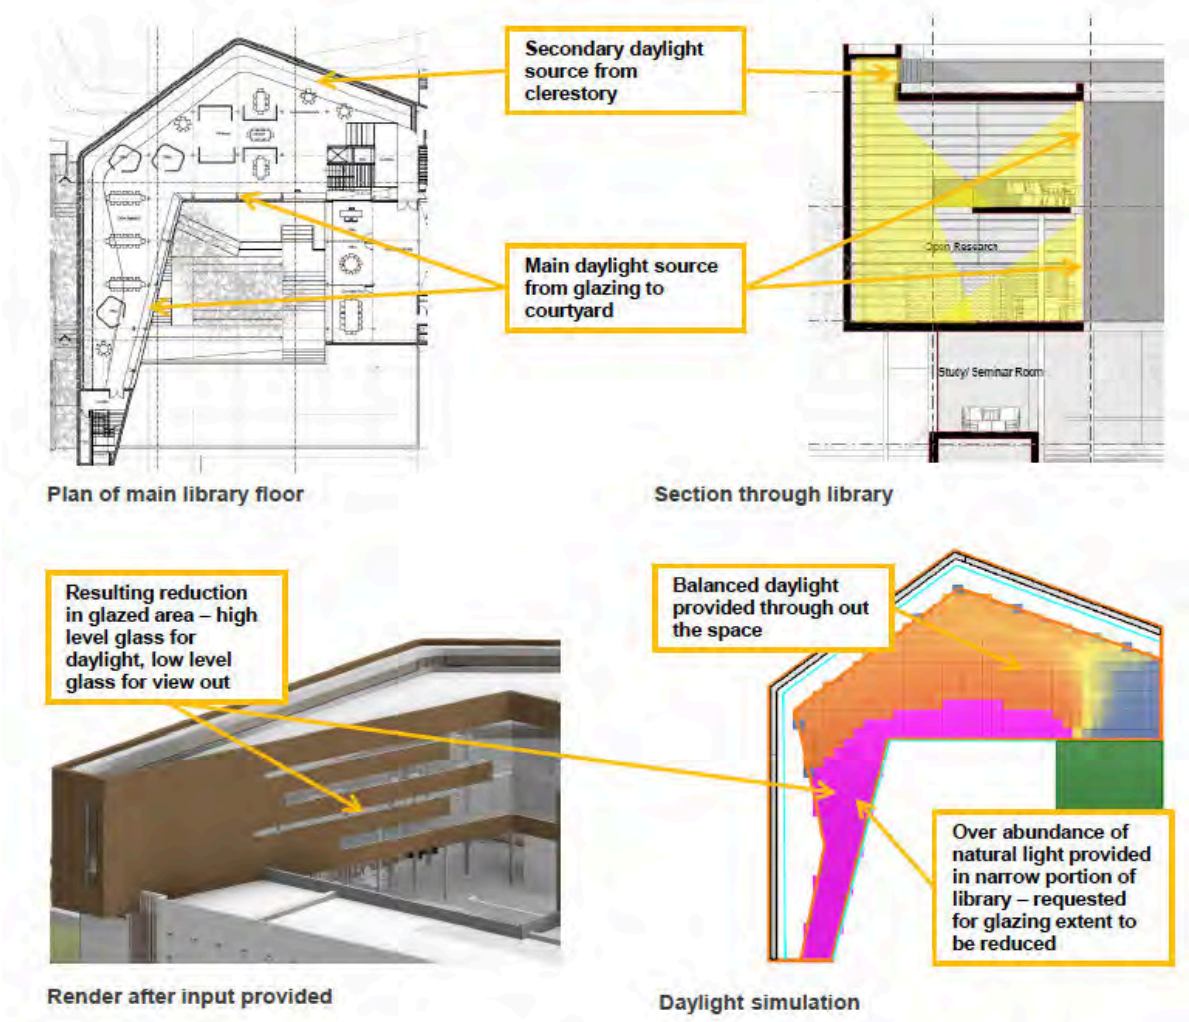 Secondary daylight
source from
clerestory
Main daylight source
from glazing to
courtyard
Open Research
Study/ Seminar Room
Plan of main library floor
Section through library
Resulting reduction
in glazed area – high
level glass for
daylight, low level
glass for view out
Balanced daylight
provided through out
the space
Over abundance of
natural light provided
in narrow portion of
library – requested
for glazing extent to
be reduced
Render after input provided
Daylight simulation